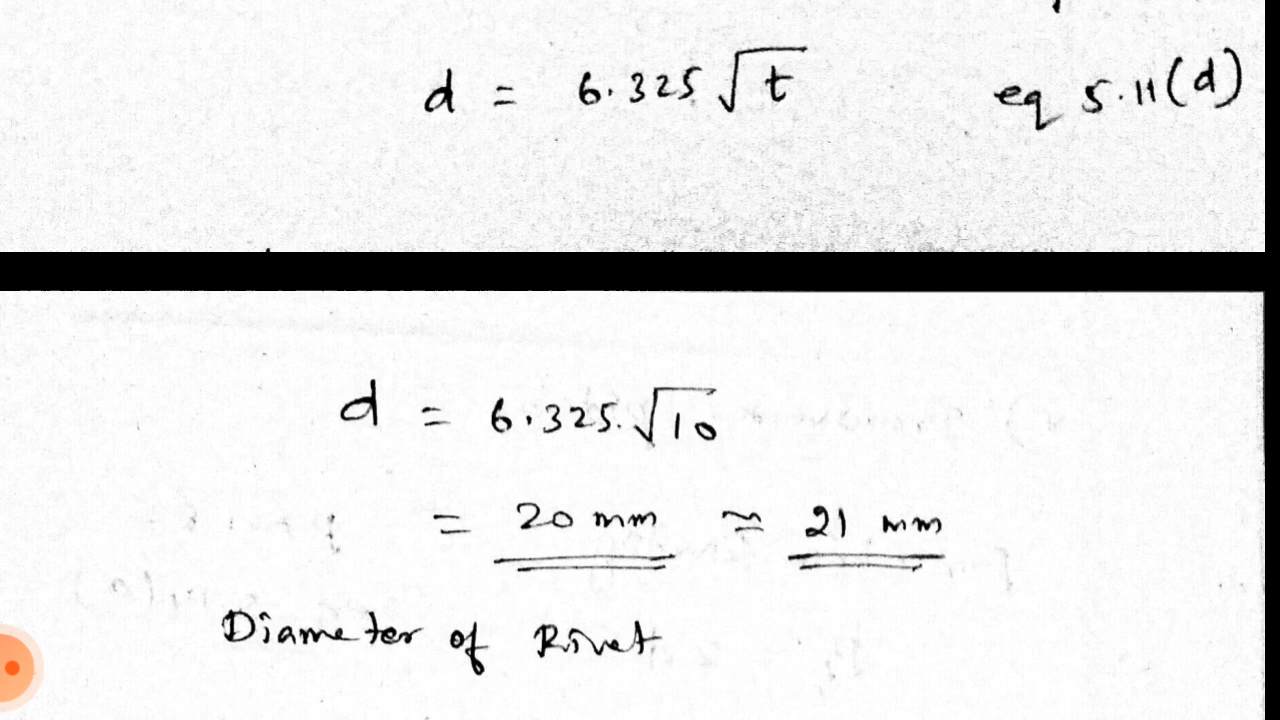 d = 6.325 √t eq 5.11(d)
d = 6.325.√10
= 20 mm ≈ 21 mm
Diameter of Rivet